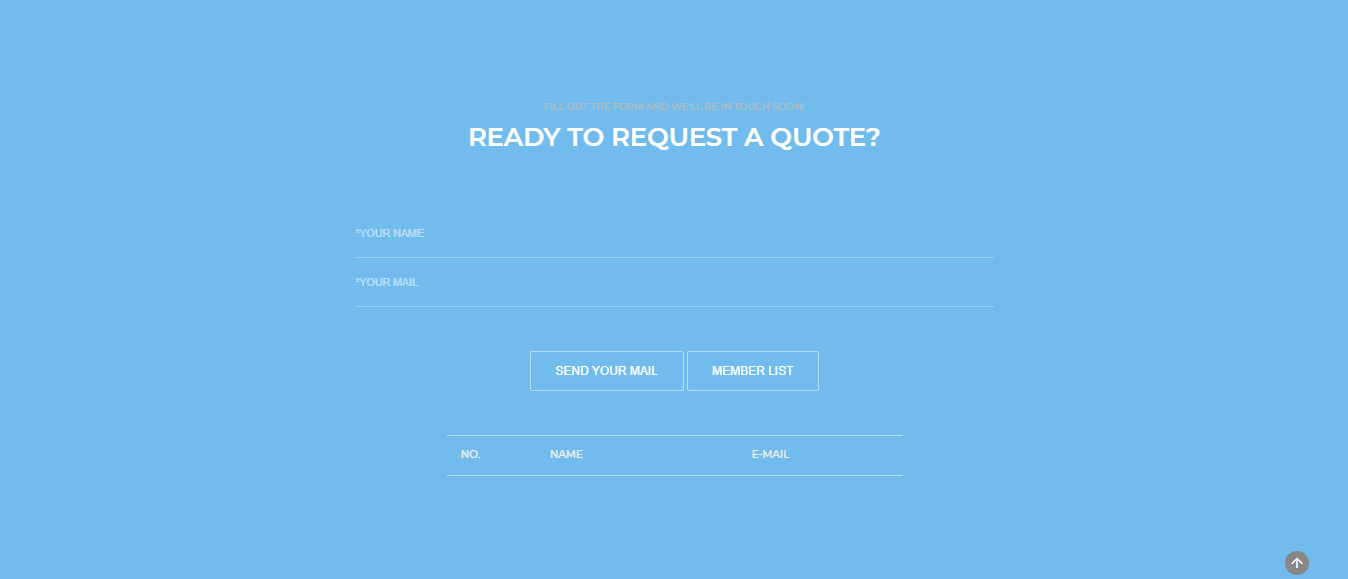 FILL OUT THE FORM AND WE'LL BE IN TOUCH SOON!
READY TO REQUEST A QUOTE?
*YOUR NAME
*YOUR MAIL
SEND YOUR MAIL MEMBER LIST
NO. NAME E-MAIL